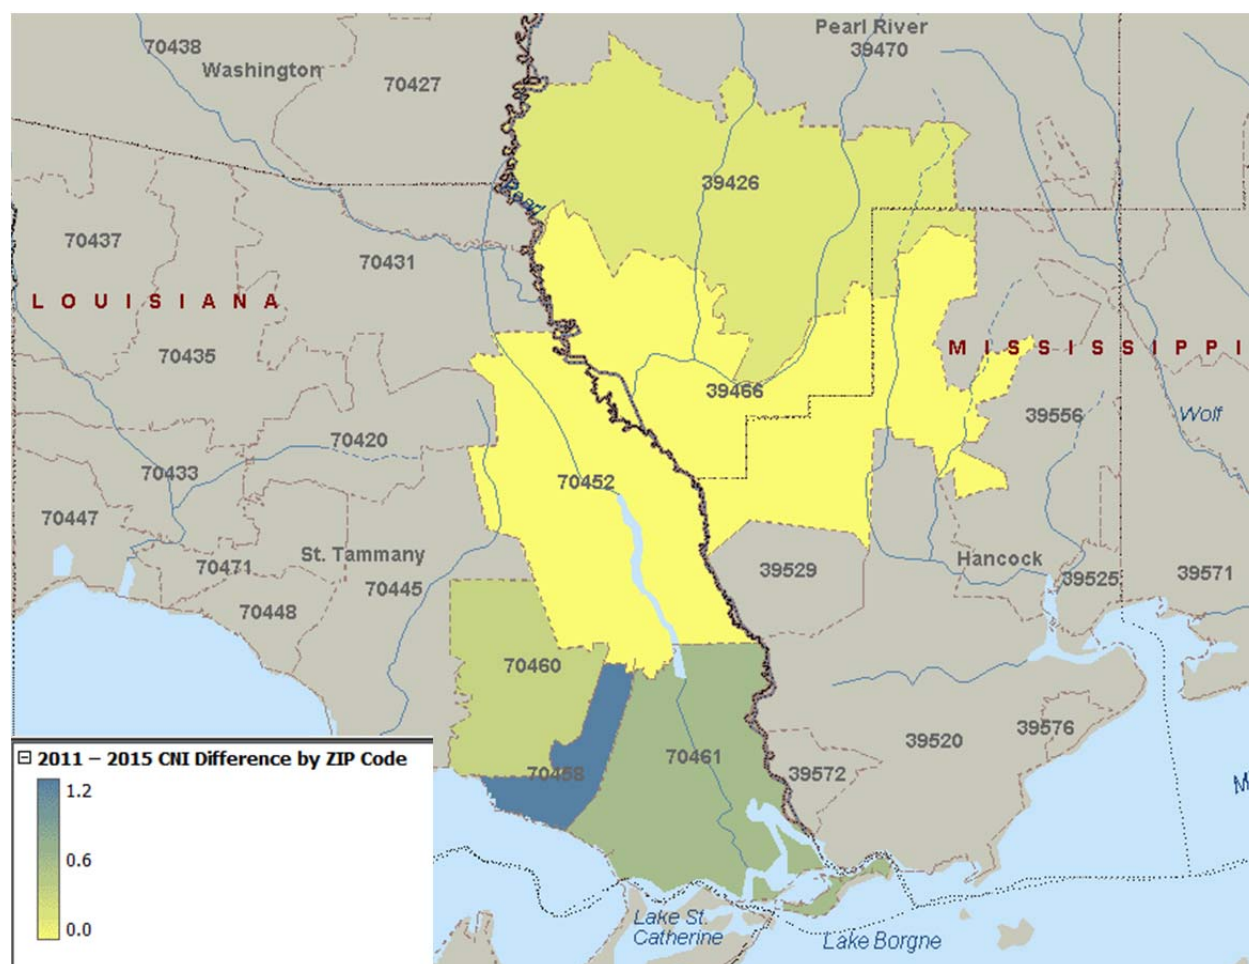 Pearl River
39470
70438
Washington
70427
39426
Pearl
70437
70431
LOUISIANA
70435
MISSISSIPPI
39466
39556
Wolf
70420
70433
70452
70447
St. Tammany
70471
70445
39529
Hancock
39525
39571
70448
70460
39576
39520
70461
39572
70458
2011 – 2015 CNI Difference by ZIP Code
1.2
0.6
0.0
M
Lake St.
Catherine
Lake Borgne